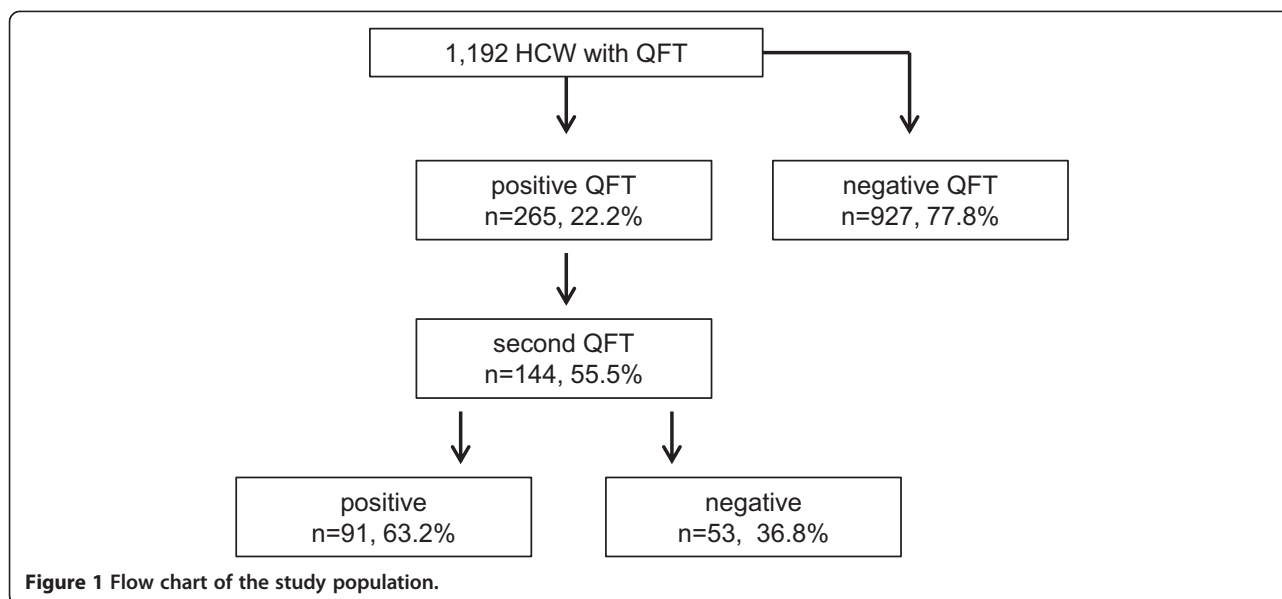 1,192 HCW with QFT
positive QFT
n=265, 22.2%
negative QFT
n=927, 77.8%
second QFT
n=144, 55.5%
positive
n=91, 63.2%
negative
n=53, 36.8%
Figure 1 Flow chart of the study population.